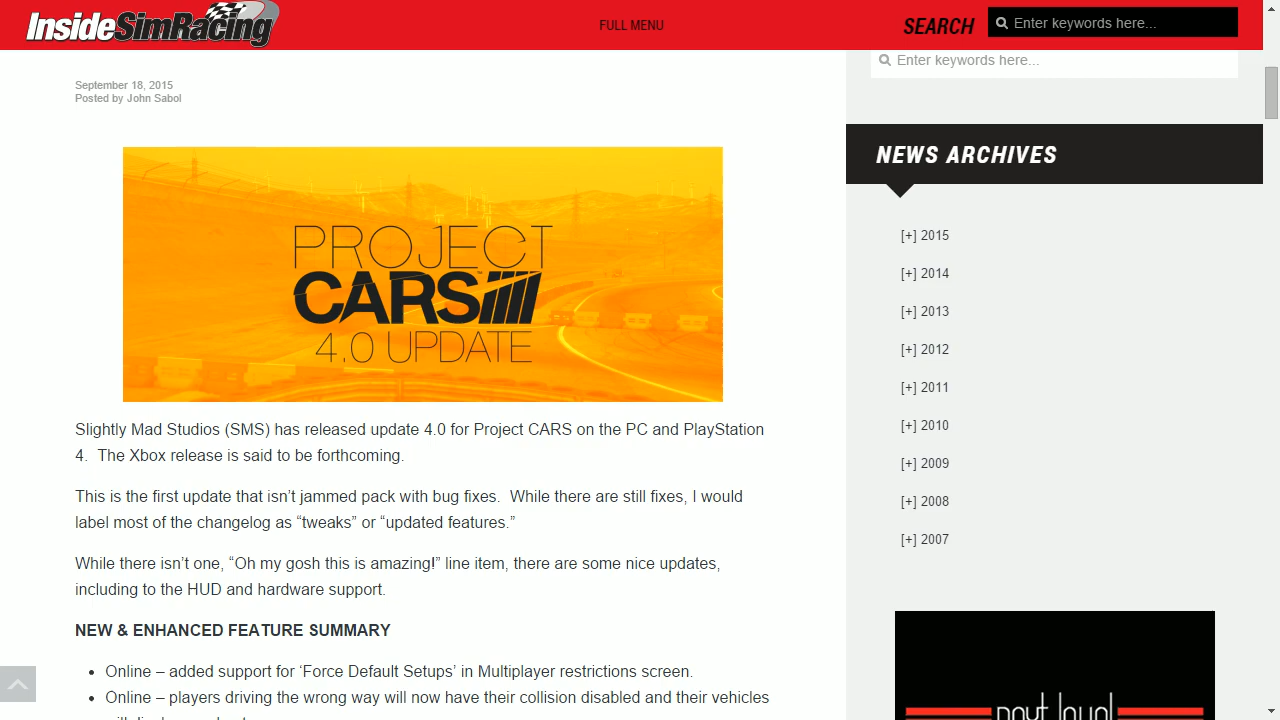 InsideSimRacing
FULL MENU
SEARCH
Enter keywords here...
Enter keywords here...
September 18, 2015
Posted by John Sabol
PROJECT
CARS™
4.0 UPDATE
Slightly Mad Studios (SMS) has released update 4.0 for Project CARS on the PC and PlayStation
4.  The Xbox release is said to be forthcoming.
This is the first update that isn’t jammed pack with bug fixes.  While there are still fixes, I would
label most of the changelog as “tweaks” or “updated features.”
While there isn’t one, “Oh my gosh this is amazing!” line item, there are some nice updates,
including to the HUD and hardware support.
NEW & ENHANCED FEATURE SUMMARY
• Online – added support for ‘Force Default Setups’ in Multiplayer restrictions screen.
• Online – players driving the wrong way will now have their collision disabled and their vehicles
NEWS ARCHIVES
[+] 2015
[+] 2014
[+] 2013
[+] 2012
[+] 2011
[+] 2010
[+] 2009
[+] 2008
[+] 2007